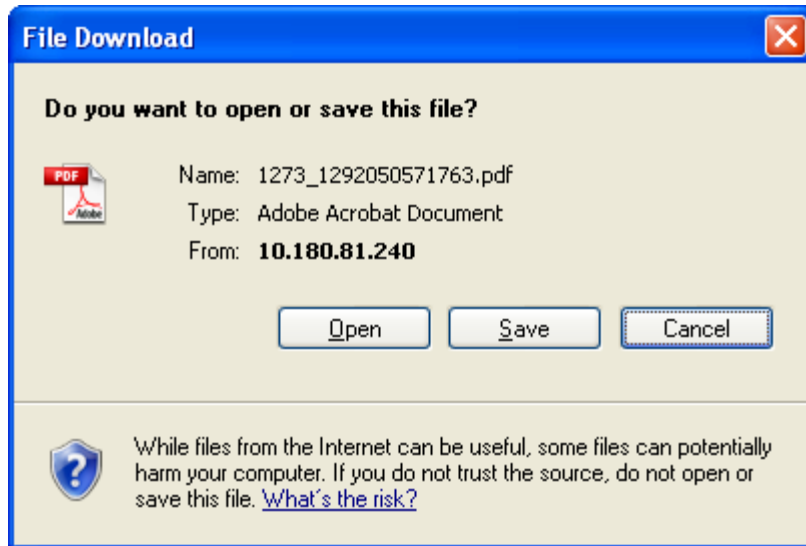 File Download
Do you want to open or save this file?
PDF
Adobe
Name: 1273_1292050571763.pdf
Type: Adobe Acrobat Document
From: 10.180.81.240
Open Save Cancel
While files from the Internet can be useful, some files can potentially
harm your computer. If you do not trust the source, do not open or
save this file. What's the risk?